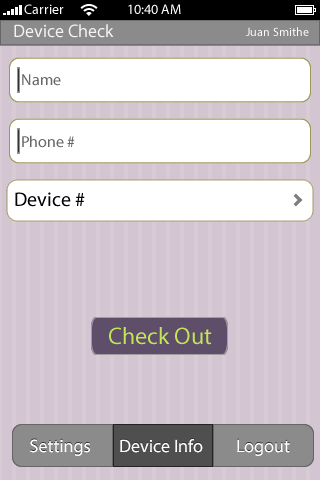 Carrier 10:40 AM
Device Check Juan Smithe
Name
Phone #
Device #
Check Out
Settings Device Info Logout